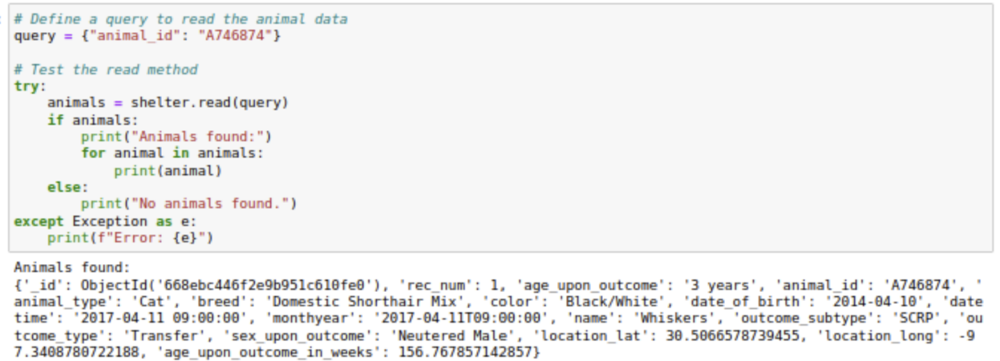 # Define a query to read the animal data
query = {"animal_id": "A746874"}
# Test the read method
try:
    animals = shelter.read(query)
    if animals:
        print("Animals found:")
        for animal in animals:
            print(animal)
    else:
        print("No animals found.")
except Exception as e:
    print(f"Error: {e}")
Animals found:
{'_id': ObjectId('668ebc446f2e9b951c610fe0'), 'rec_num': 1, 'age_upon_outcome': '3 years', 'animal_id': 'A746874', '
animal_type': 'Cat', 'breed': 'Domestic Shorthair Mix', 'color': 'Black/White', 'date_of_birth': '2014-04-10', 'date
time': '2017-04-11 09:00:00', 'monthyear': '2017-04-11T09:00:00', 'name': 'Whiskers', 'outcome_subtype': 'SCRP', 'ou
tcome_type': 'Transfer', 'sex_upon_outcome': 'Neutered Male', 'location_lat': 30.5066578739455, 'location_long': -9
7.3408780722188, 'age_upon_outcome_in_weeks': 156.767857142857}